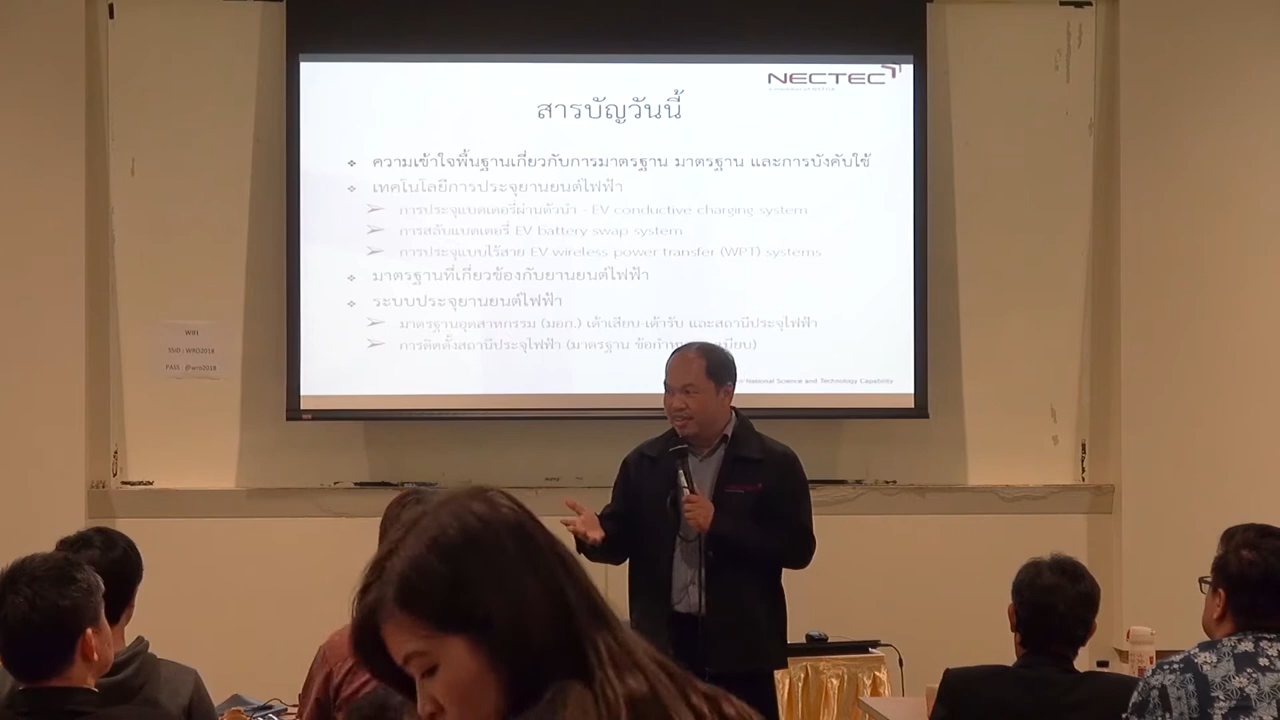 NECTEC
a member of NSTDA
สารบัญวันนี้
❖ ความเข้าใจพื้นฐานเกี่ยวกับการมาตรฐาน มาตรฐาน และการบังคับใช้
❖ เทคโนโลยีการประจุยานยนต์ไฟฟ้า
➢ การประจุแบตเตอรี่ผ่านตัวนำ - EV conductive charging system
➢ การสลับแบตเตอรี่ EV battery swap system
➢ การประจุแบบไร้สาย EV wireless power transfer (WPT) systems
❖ มาตรฐานที่เกี่ยวข้องกับยานยนต์ไฟฟ้า
❖ ระบบประจุยานยนต์ไฟฟ้า
➢ มาตรฐานอุตสาหกรรม (มอก.) เต้าเสียบ-เต้ารับ และสถานีประจุไฟฟ้า
➢ การติดตั้งสถานีประจุไฟฟ้า (มาตรฐาน
National Science and Technology Capability
WIFI
SSID : WRO2018
PASS :